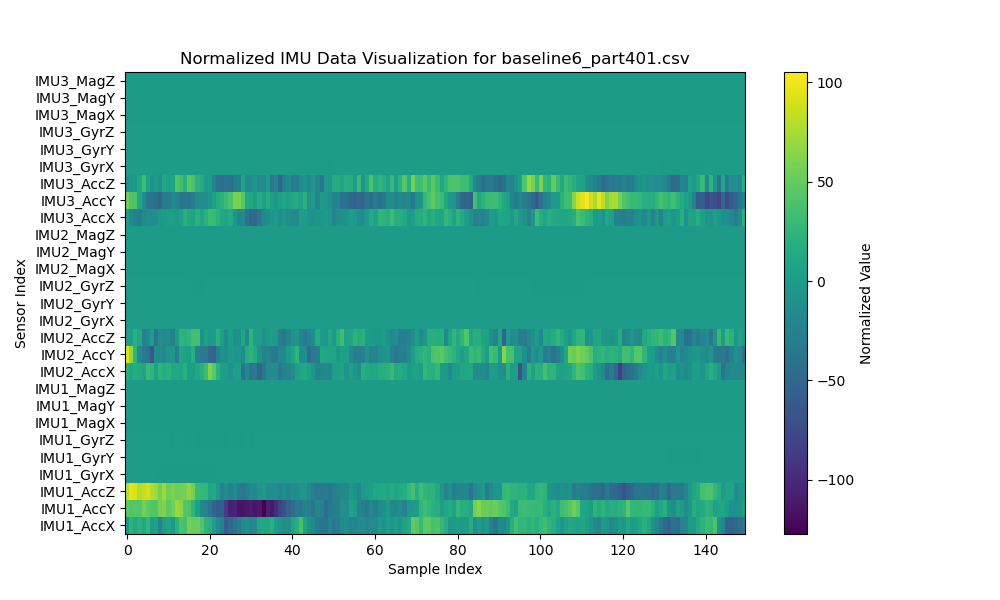 Normalized IMU Data Visualization for baseline6_part401.csv
IMU3_MagZ
IMU3_MagY
IMU3_MagX
IMU3_GyrZ
IMU3_GyrY
IMU3_GyrX
IMU3_AccZ
IMU3_AccY
IMU3_AccX
IMU2_MagZ
IMU2_MagY
IMU2_MagX
IMU2_GyrZ
IMU2_GyrY
IMU2_GyrX
IMU2_AccZ
IMU2_AccY
IMU2_AccX
IMU1_MagZ
IMU1_MagY
IMU1_MagX
IMU1_GyrZ
IMU1_GyrY
IMU1_GyrX
IMU1_AccZ
IMU1_AccY
IMU1_AccX
Sensor Index
0 20 40 60 80 100 120 140
Sample Index
100
50
0
−50
−100
Normalized Value